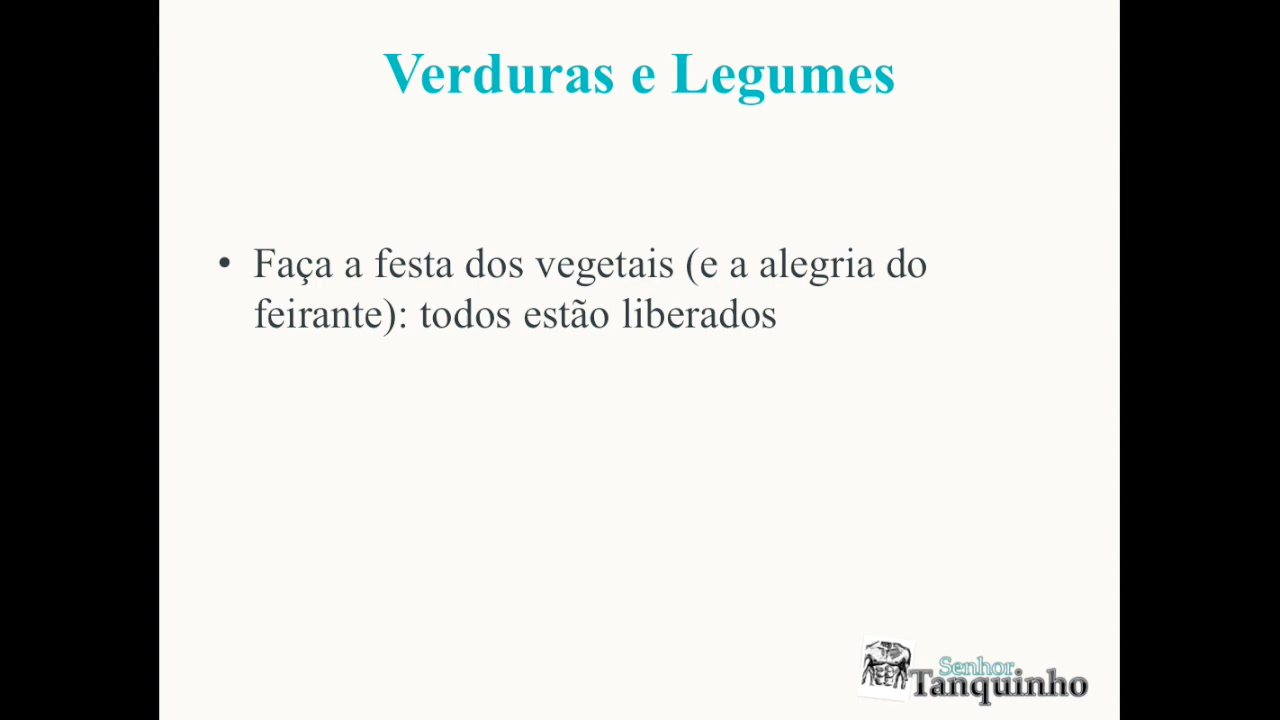 Verduras e Legumes
• Faça a festa dos vegetais (e a alegria do
feirante): todos estão liberados
Senhor
Tanquinho